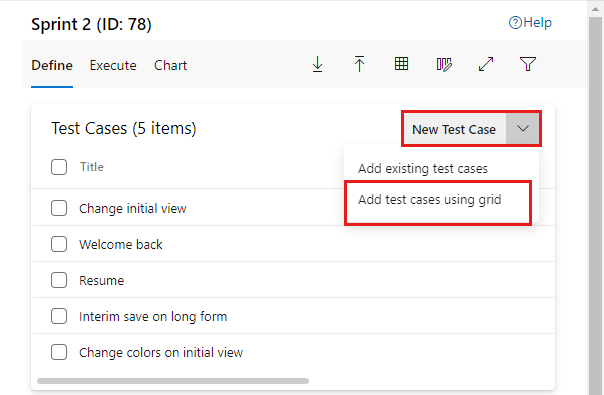 Sprint 2 (ID: 78)
Help
Define Execute Chart
Test Cases (5 items)
New Test Case
Add existing test cases
Add test cases using grid
Title
Change initial view
Welcome back
Resume
Interim save on long form
Change colors on initial view